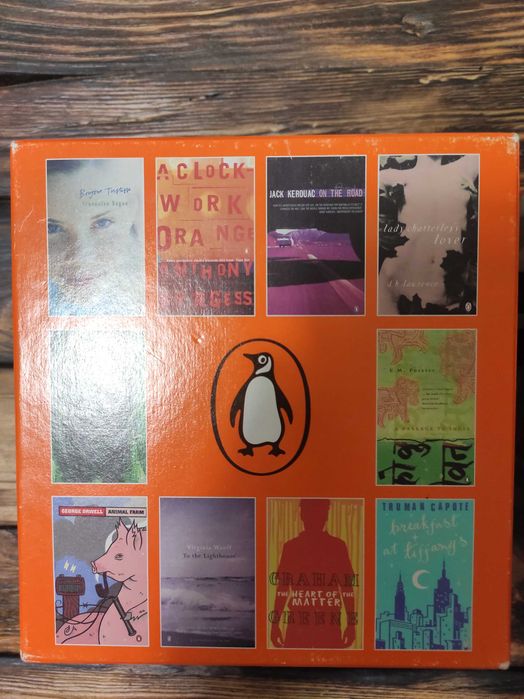 Bonjour Tristesse
Françoise Sagan
A CLOCK-
WORK
ORANGE
ANTHONY
BURGESS
JACK KEROUAC ON THE ROAD
lady chatterley's
lover
d.h. lawrence
E.M. Forster
A PASSAGE TO INDIA
GEORGE ORWELL ANIMAL FARM
Virginia Woolf
To the Lighthouse
GRAHAM
THE HEART OF THE
MATTER
GREENE
TRUMAN CAPOTE
breakfast
at tiffany's